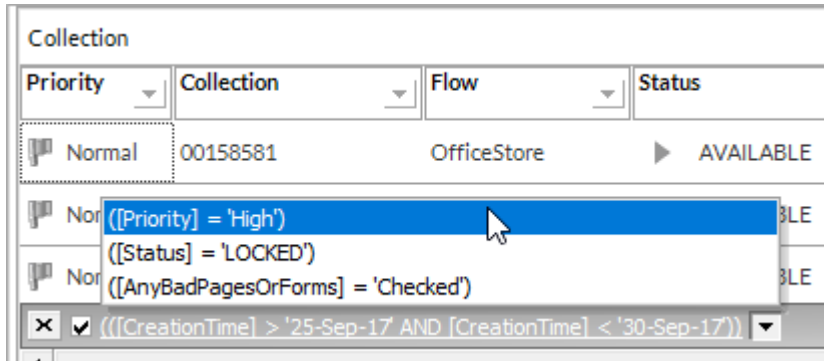 Collection
Priority Collection Flow Status
Normal 00158581 OfficeStore AVAILABLE
([Priority] = 'High')
([Status] = 'LOCKED')
([AnyBadPagesOrForms] = 'Checked')
(([CreationTime] > '25-Sep-17' AND [CreationTime] < '30-Sep-17'))